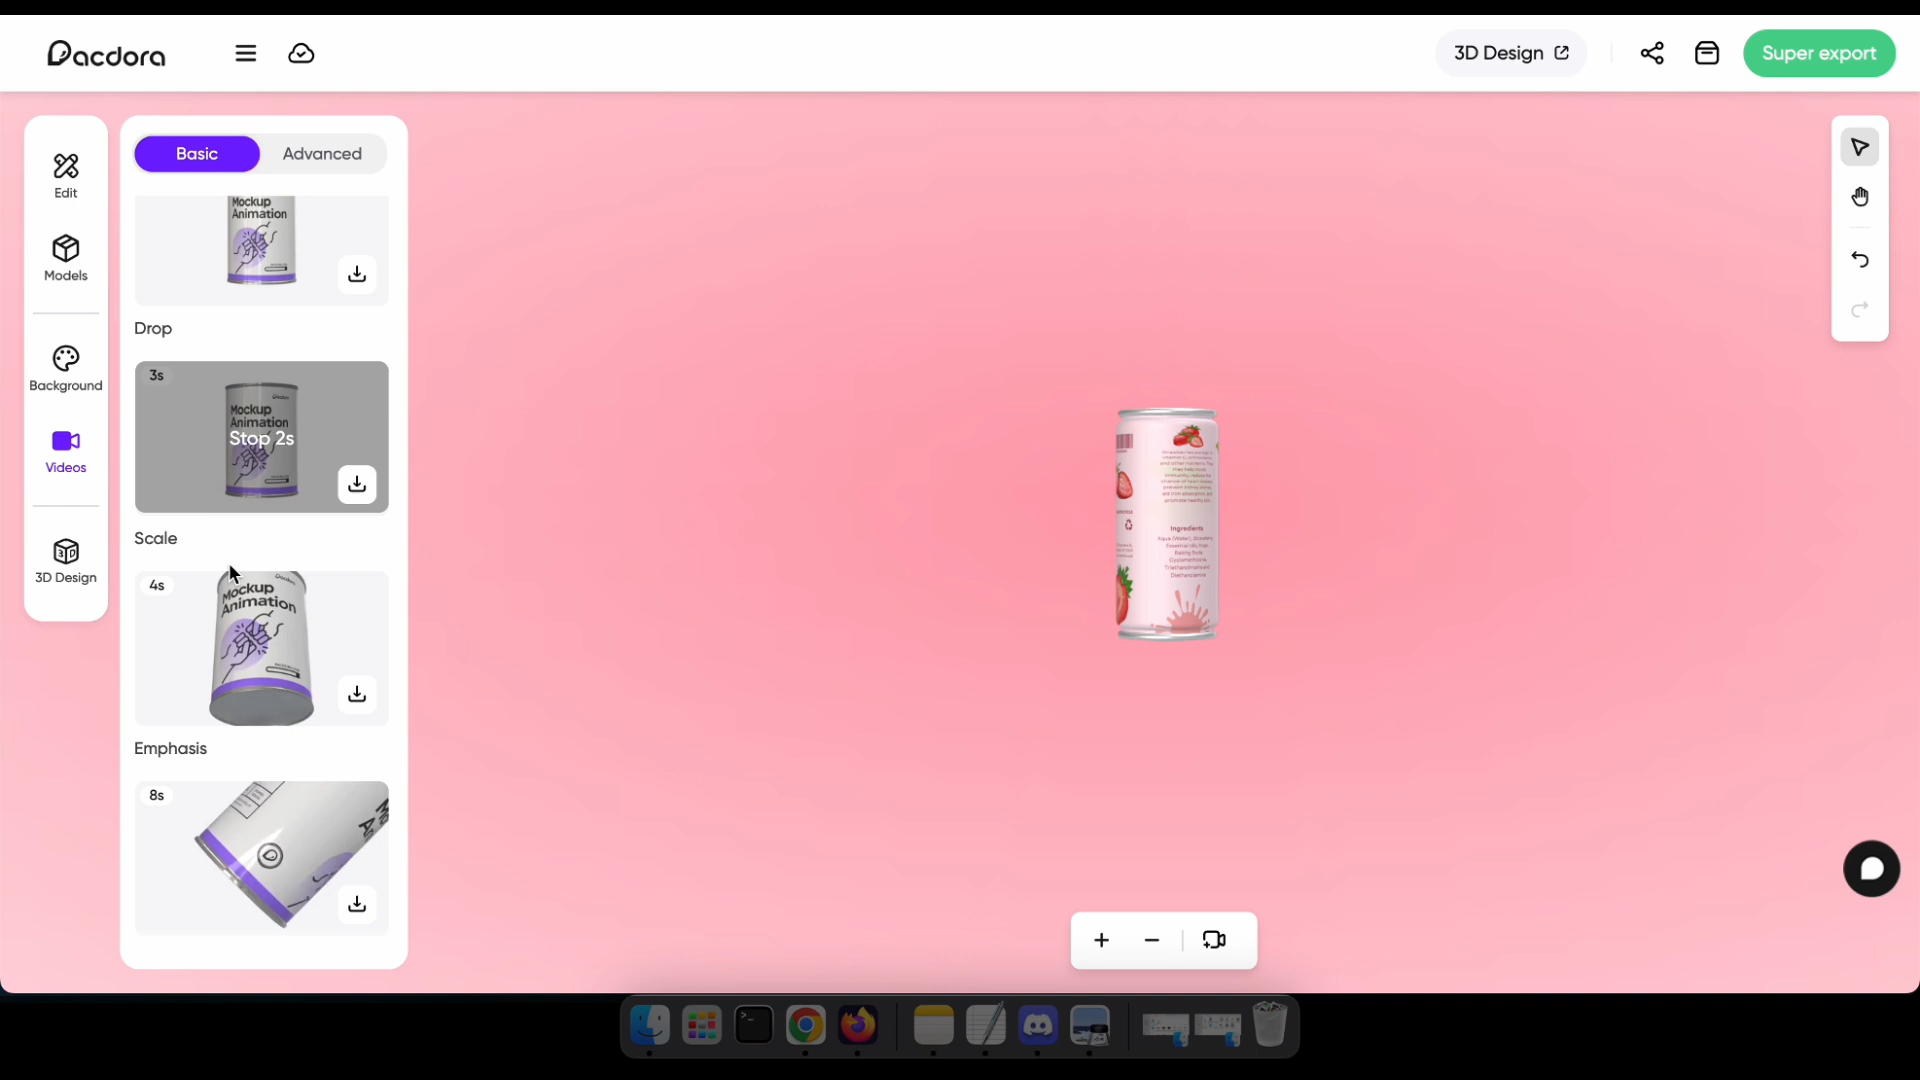 Pacdora
3D Design
Super export
Edit
Models
Background
Videos
3D Design
Basic
Advanced
Mockup
Animation
Drop
3s
Mockup
Animation
Stop 2s
Scale
4s
Mockup
Animation
Emphasis
8s
Ingredients